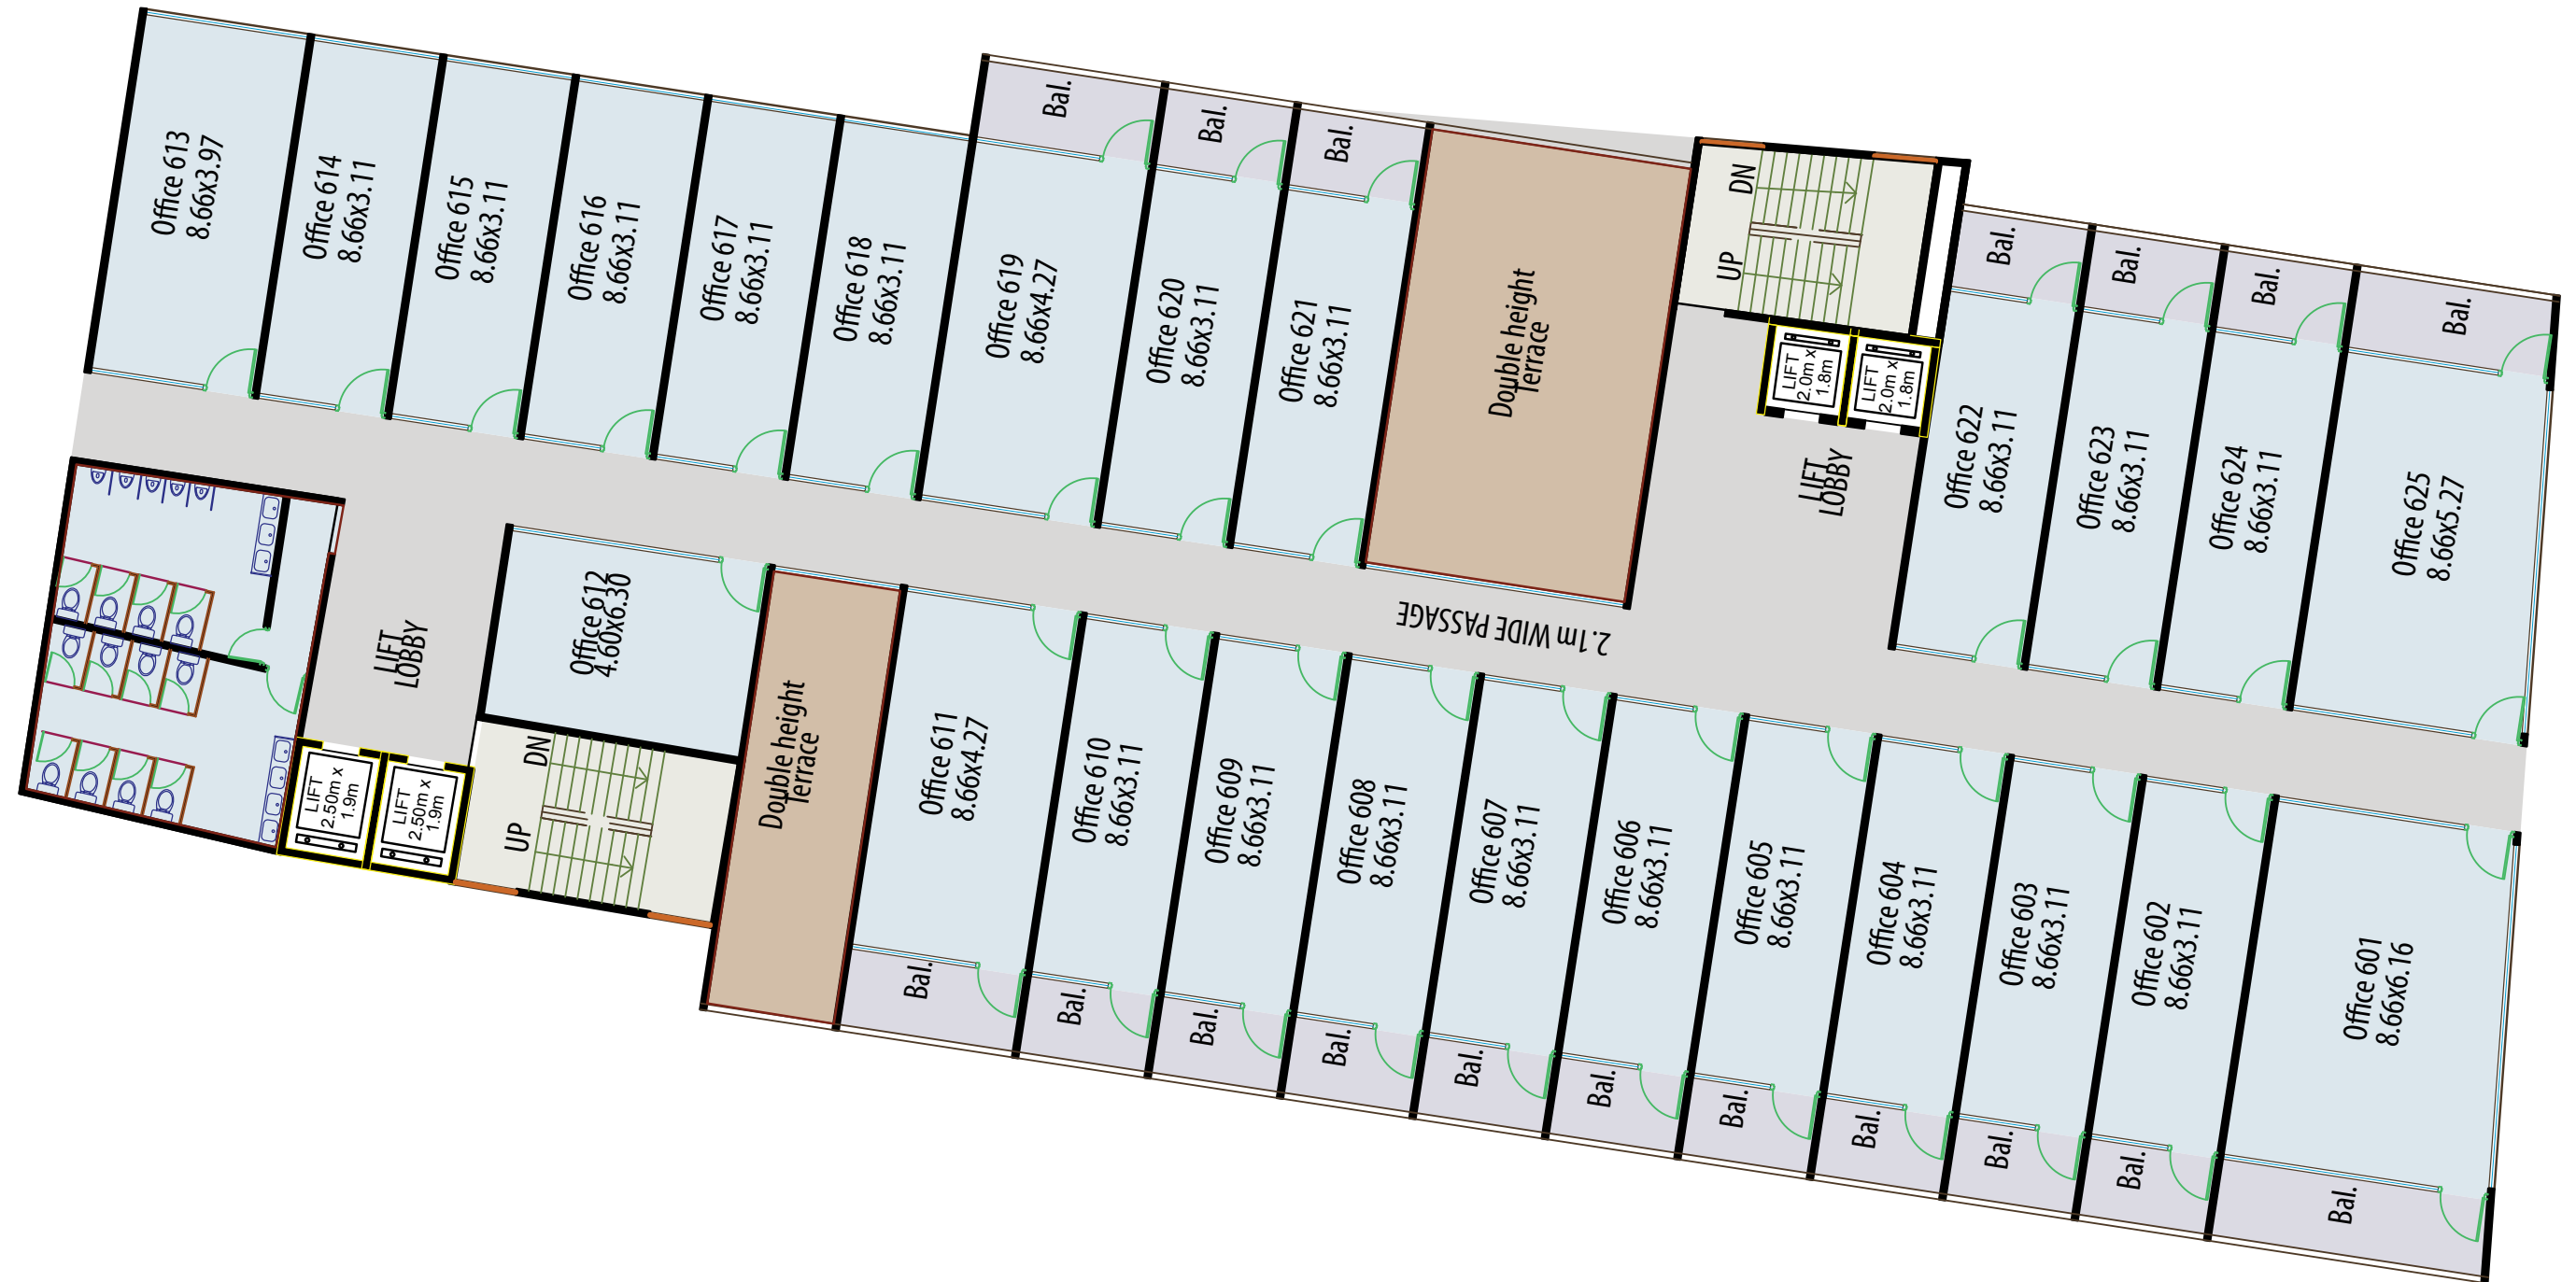 Office 613
8.66x3.97
Office 614
8.66x3.11
Office 615
8.66x3.11
Office 616
8.66x3.11
Office 617
8.66x3.11
Office 618
8.66x3.11
Bal.
Office 619
8.66x4.27
Bal.
Office 620
8.66x3.11
Bal.
Office 621
8.66x3.11
Double height
Terrace
DN
UP
LIFT
2.0m x
1.8m
LIFT
2.0m x
1.8m
LIFT
LOBBY
Bal.
Office 622
8.66x3.11
Bal.
Office 623
8.66x3.11
Bal.
Office 624
8.66x3.11
Bal.
Office 625
8.66x5.27
2.1m WIDE PASSAGE
LIFT
LOBBY
Office 612
4.60x6.30
LIFT
2.50m x
1.9m
LIFT
2.50m x
1.9m
DN
UP
Double height
Terrace
Office 611
8.66x4.27
Bal.
Office 610
8.66x3.11
Bal.
Office 609
8.66x3.11
Bal.
Office 608
8.66x3.11
Bal.
Office 607
8.66x3.11
Bal.
Office 606
8.66x3.11
Bal.
Office 605
8.66x3.11
Bal.
Office 604
8.66x3.11
Bal.
Office 603
8.66x3.11
Bal.
Office 602
8.66x3.11
Bal.
Office 601
8.66x6.16
Bal.